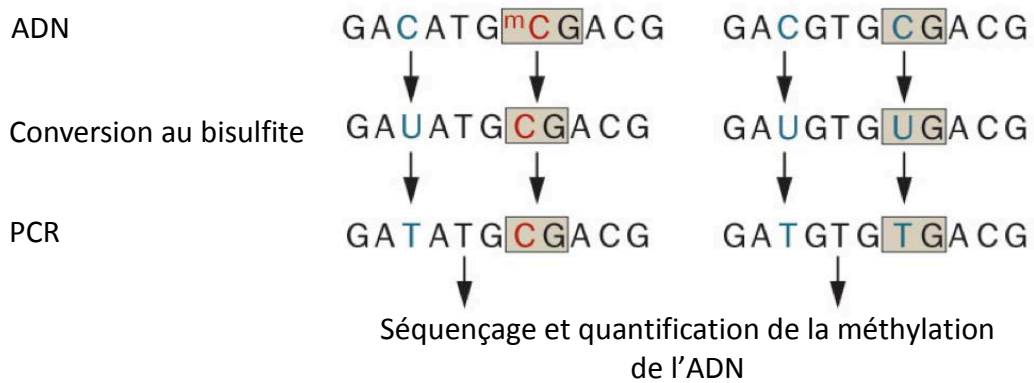 ADN GACATGmCGACG GACGTGCGACG
Conversion au bisulfite GAUATGCGACG GAUGTGUGACG
PCR GATATGCGACG GATGTGTGACG
Séquençage et quantification de la méthylation
de l'ADN